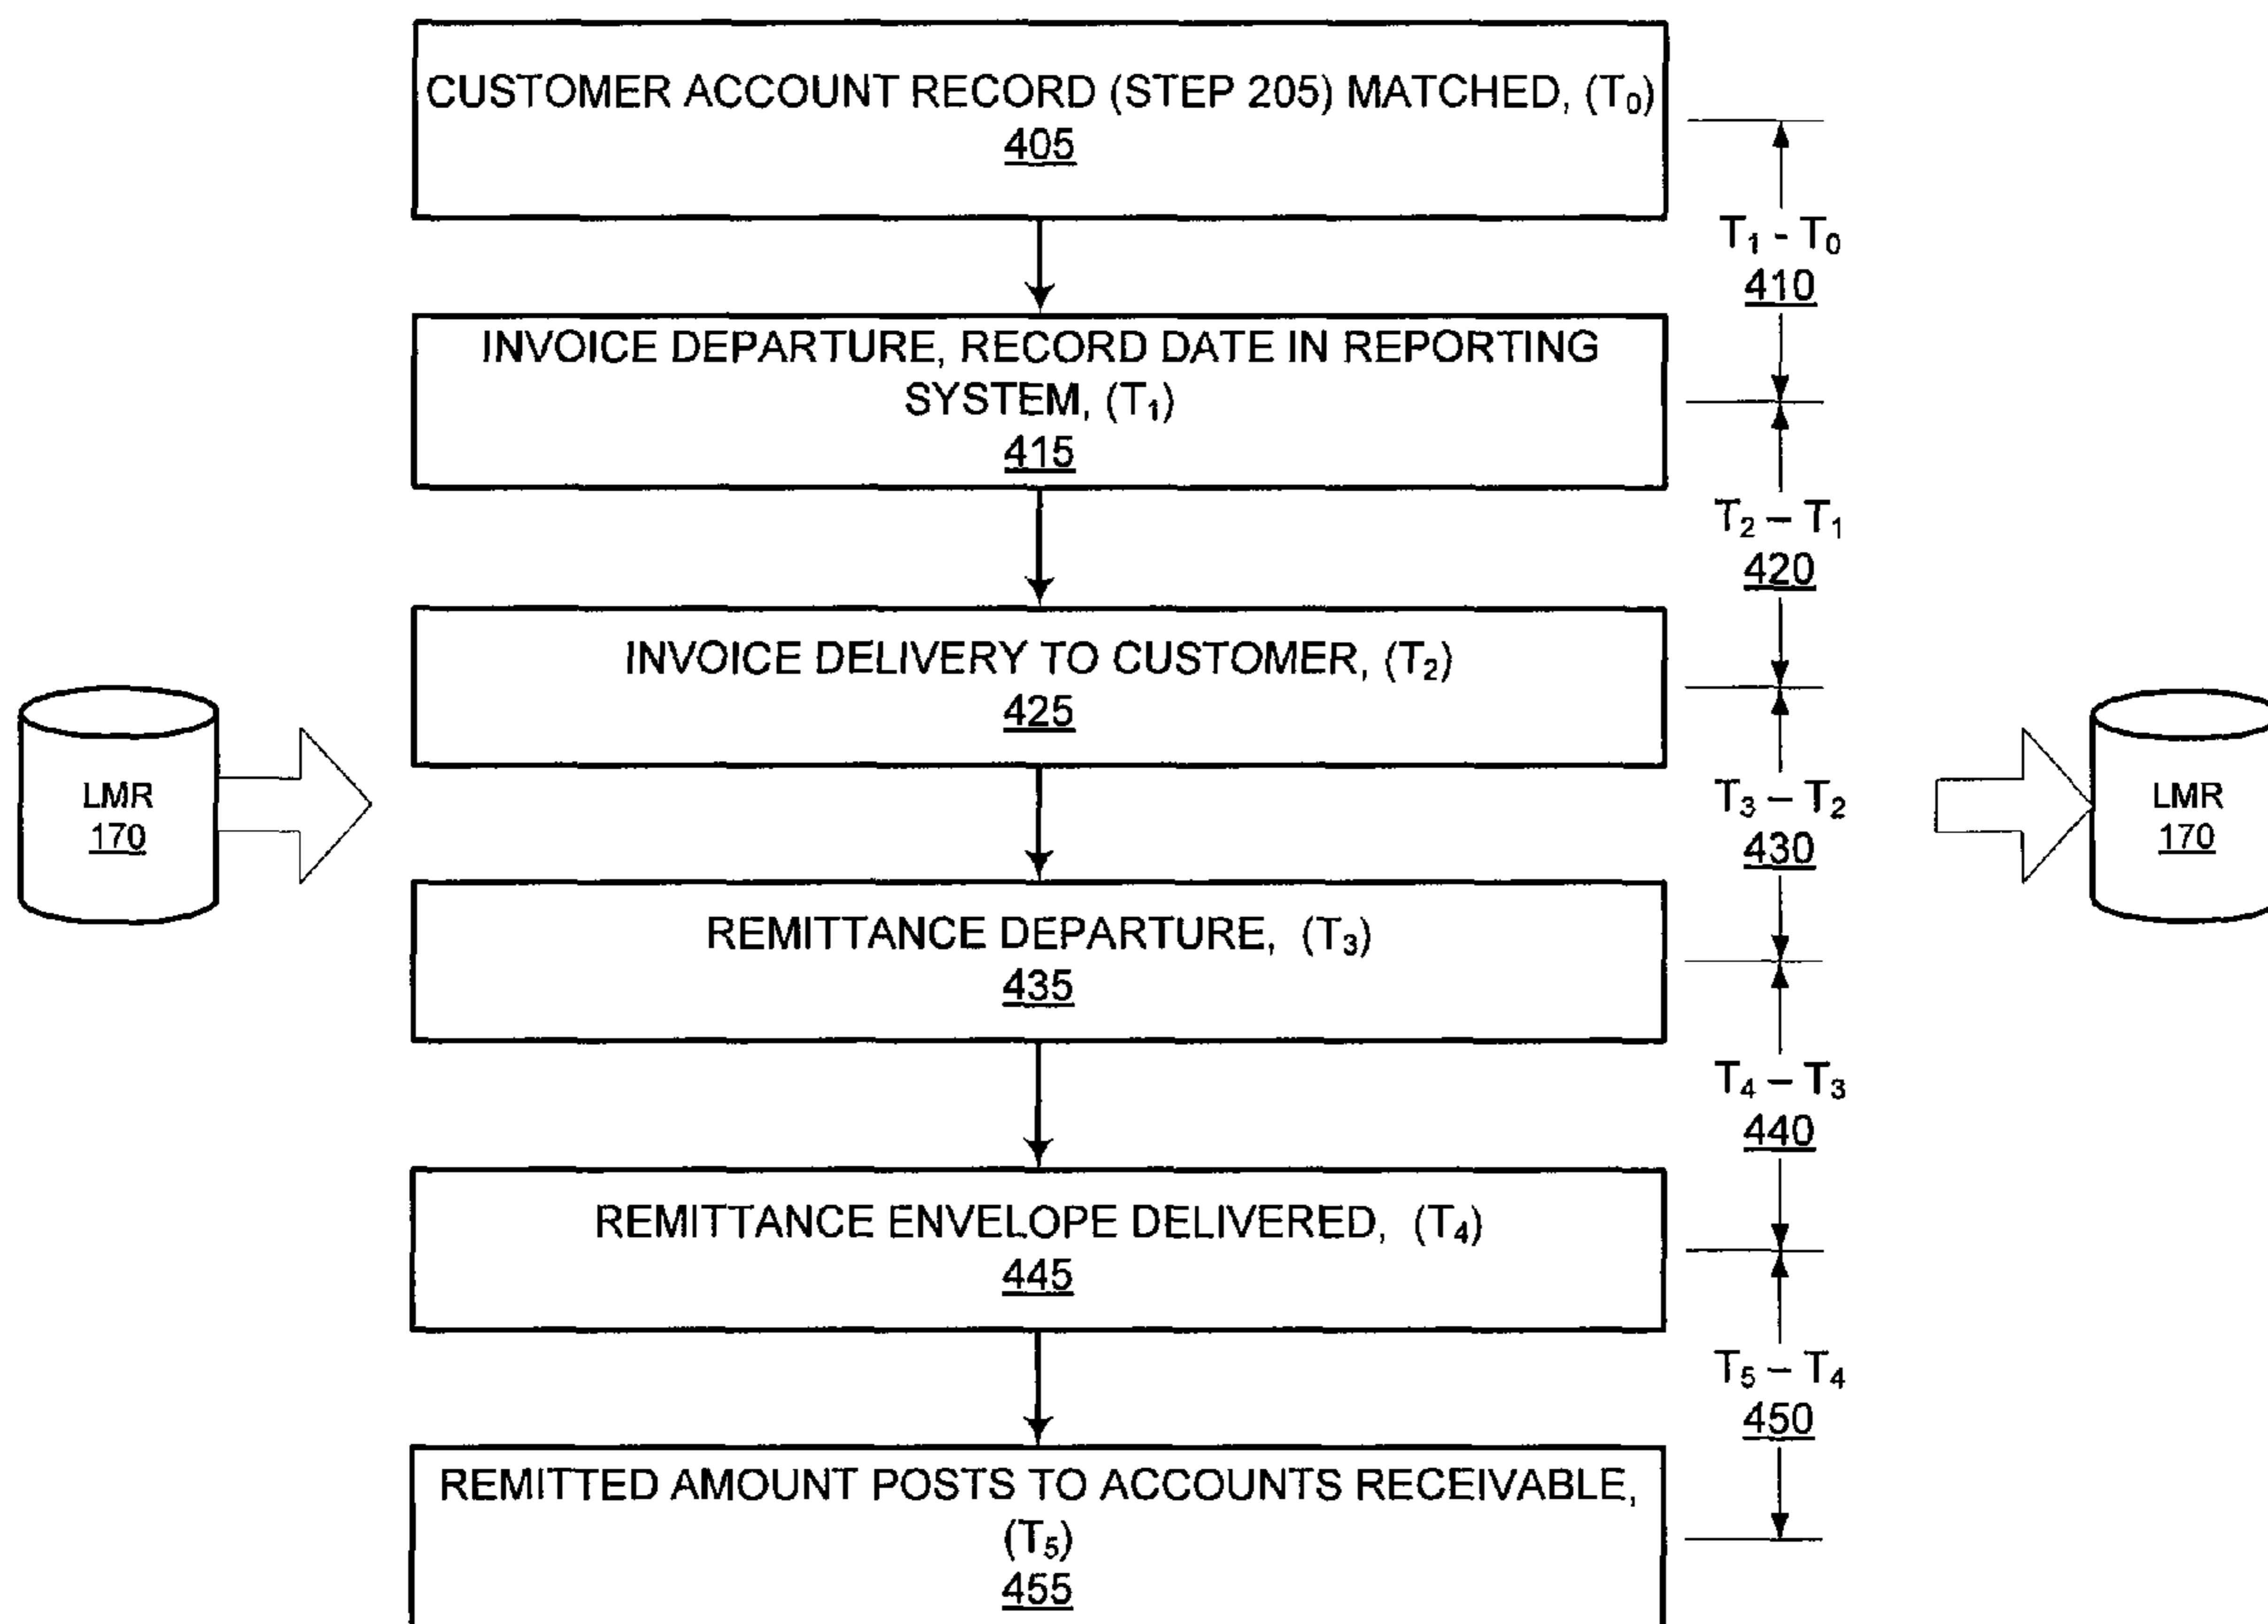 CUSTOMER ACCOUNT RECORD (STEP 205) MATCHED, (T₀)
405
T₁ - T₀
410
INVOICE DEPARTURE, RECORD DATE IN REPORTING
SYSTEM, (T₁)
415
T₂ – T₁
420
INVOICE DELIVERY TO CUSTOMER, (T₂)
425
LMR
170
T₃ – T₂
430
LMR
170
REMITTANCE DEPARTURE, (T₃)
435
T₄ – T₃
440
REMITTANCE ENVELOPE DELIVERED, (T₄)
445
T₅ – T₄
450
REMITTED AMOUNT POSTS TO ACCOUNTS RECEIVABLE,
(T₅)
455